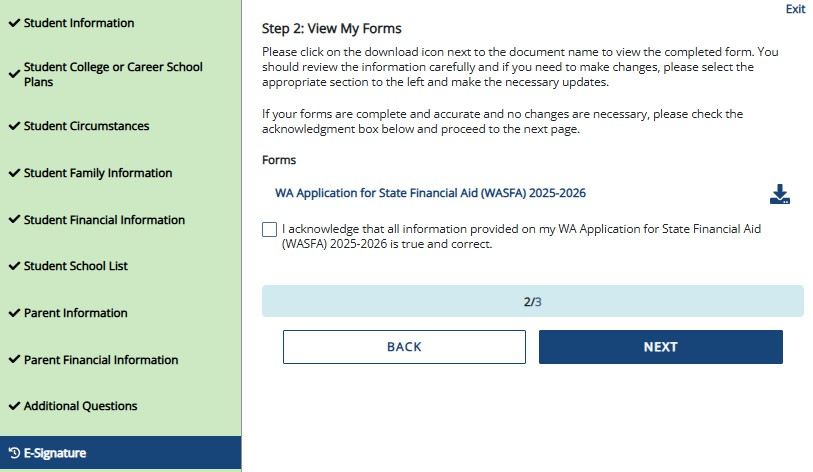 Student Information
Student College or Career School
Plans
Student Circumstances
Student Family Information
Student Financial Information
Student School List
Parent Information
Parent Financial Information
Additional Questions
E-Signature
Exit
Step 2: View My Forms
Please click on the download icon next to the document name to view the completed form. You
should review the information carefully and if you need to make changes, please select the
appropriate section to the left and make the necessary updates.
If your forms are complete and accurate and no changes are necessary, please check the
acknowledgment box below and proceed to the next page.
Forms
WA Application for State Financial Aid (WASFA) 2025-2026
I acknowledge that all information provided on my WA Application for State Financial Aid
(WASFA) 2025-2026 is true and correct.
2/3
BACK
NEXT